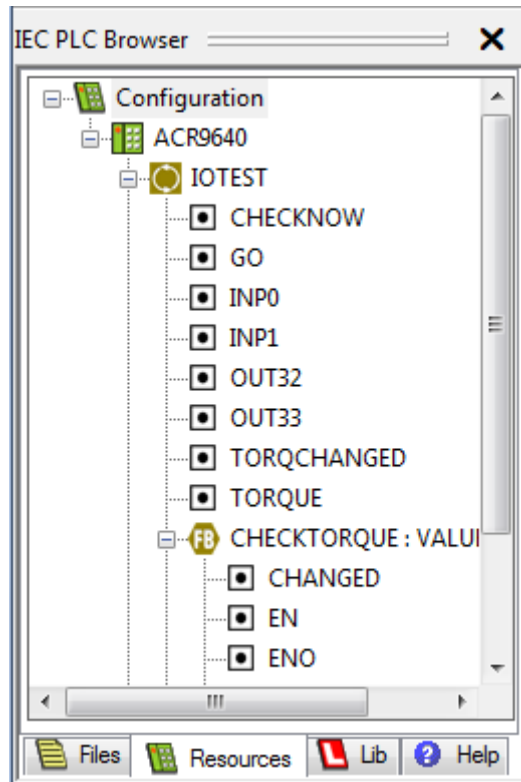 IEC PLC Browser
Configuration
ACR9640
IOTEST
CHECKNOW
GO
INP0
INP1
OUT32
OUT33
TORQCHANGED
TORQUE
FB CHECKTORQUE : VALUI
CHANGED
EN
ENO
Files Resources L Lib ? Help